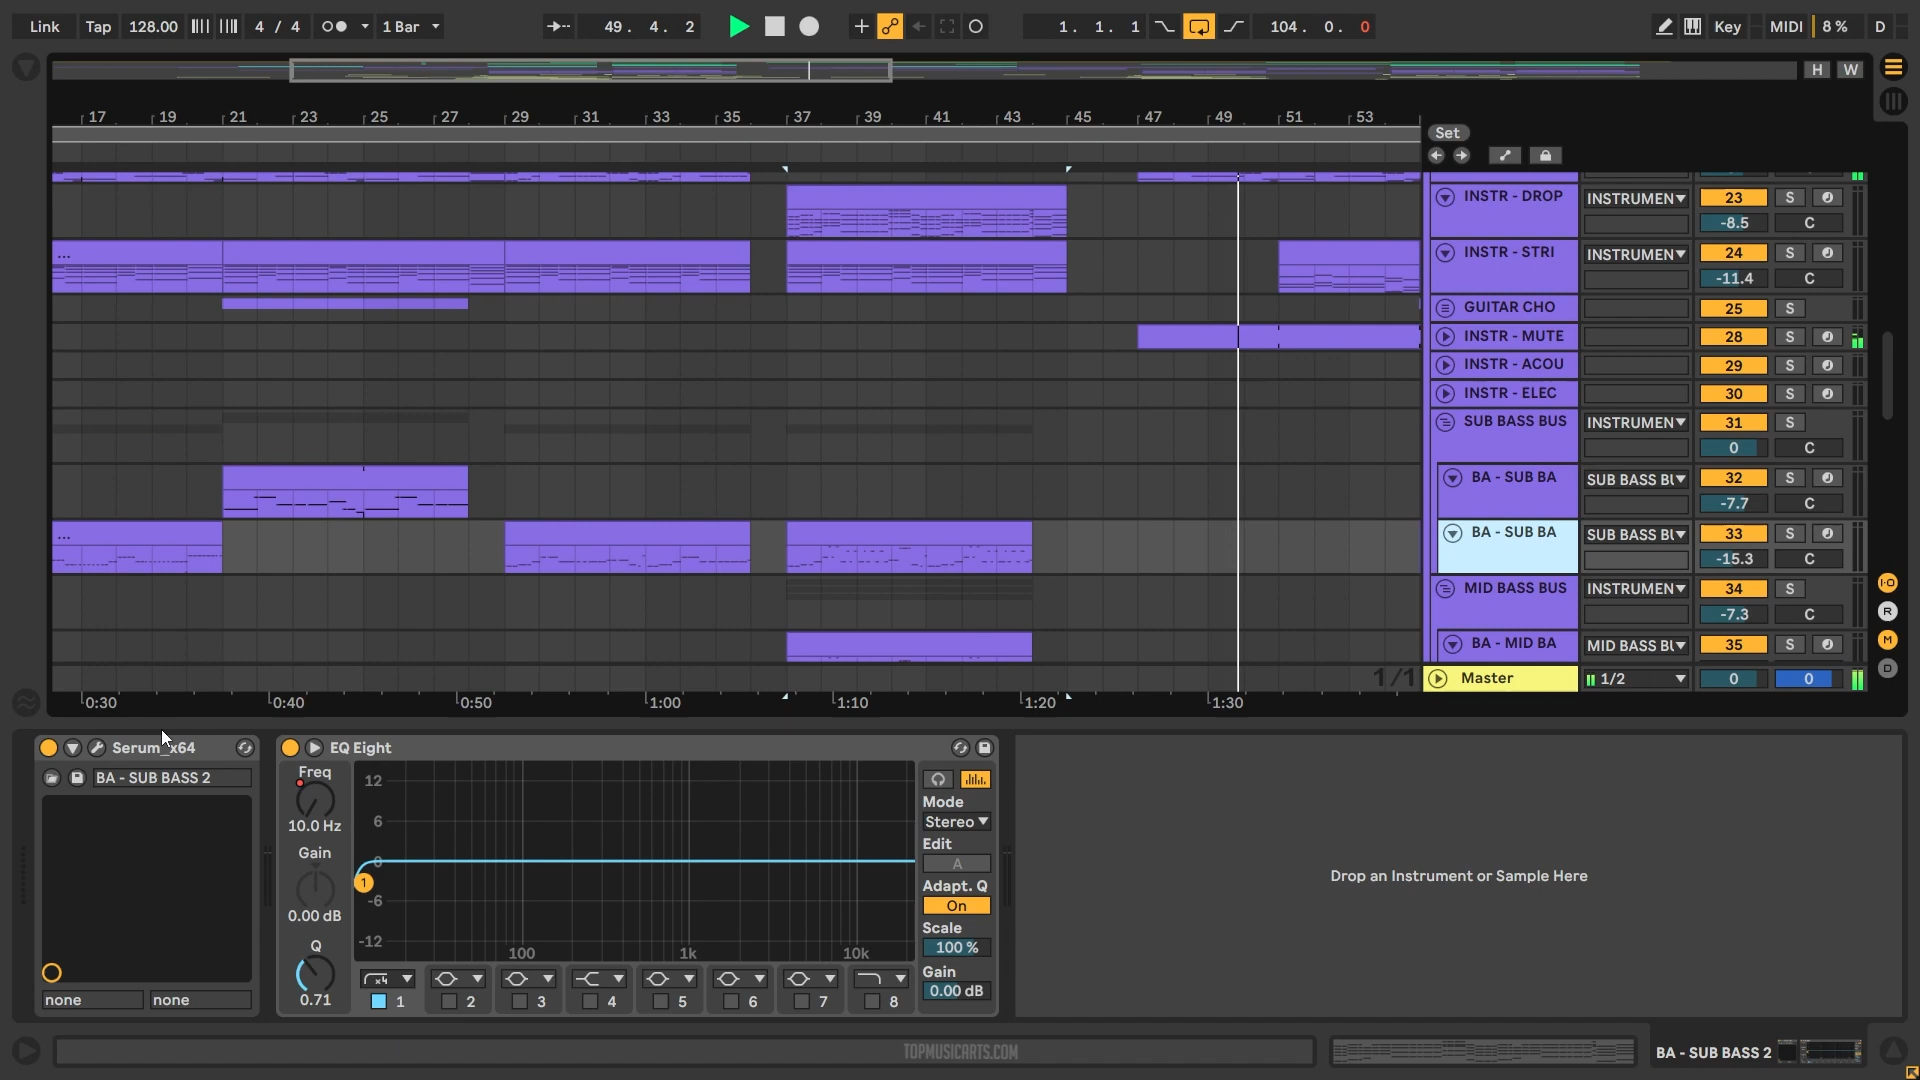 Link Tap 128.00 4 / 4 1 Bar 49. 4. 2 1. 1. 1 104. 0. 0 Key MIDI 8 % D
H W
17 19 21 23 25 27 29 31 33 35 37 39 41 43 45 47 49 51 53
Set
INSTR - DROP INSTRUMEN 23 S
-8.5 C
...
INSTR - STRI INSTRUMEN 24 S
-11.4 C
GUITAR CHO 25 S
INSTR - MUTE 28 S
INSTR - ACOU 29 S
INSTR - ELEC 30 S
SUB BASS BUS INSTRUMEN 31 S
0 C
BA - SUB BA SUB BASS BU 32 S
-7.7 C
...
BA - SUB BA SUB BASS BU 33 S
-15.3 C
MID BASS BUS INSTRUMEN 34 S
-7.3 C
I-O
R
M
D
BA - MID BA MID BASS BU 35 S
1/1
Master 1/2 0 0
0:30 0:40 0:50 1:00 1:10 1:20 1:30
Serum_x64
BA - SUB BASS 2
none none
EQ Eight
Freq
10.0 Hz
Gain
0.00 dB
Q
0.71
12
6
0
-6
-12
100 1k 10k
1
x4
1 2 3 4 5 6 7 8
Mode
Stereo
Edit
A
Adapt. Q
On
Scale
100 %
Gain
0.00 dB
Drop an Instrument or Sample Here
TOPMUSICARTS.COM
BA - SUB BASS 2